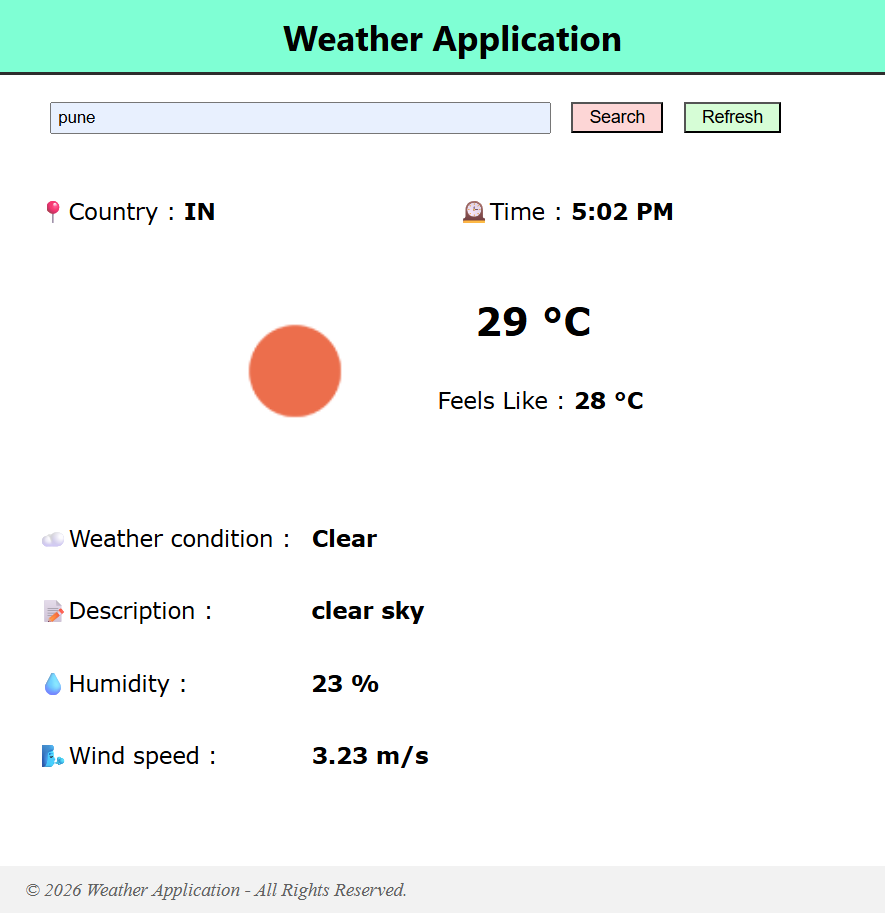 Weather Application
pune Search Refresh
Country : IN Time : 5:02 PM
29 °C
Feels Like : 28 °C
Weather condition : Clear
Description : clear sky
Humidity : 23 %
Wind speed : 3.23 m/s
© 2026 Weather Application - All Rights Reserved.